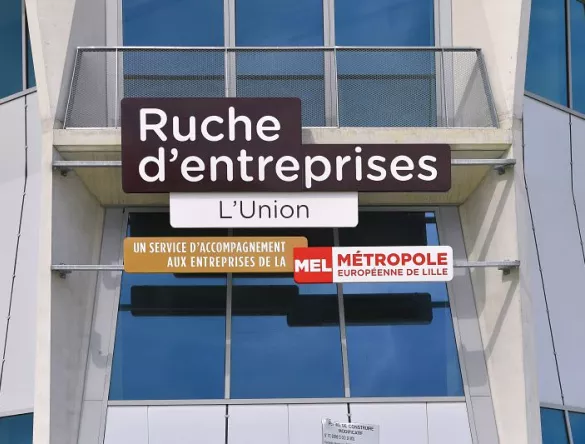 Ruche
d'entreprises
L'Union
UN SERVICE D'ACCOMPAGNEMENT
AUX ENTREPRISES DE LA
MEL MÉTROPOLE
EUROPÉENNE DE LILLE